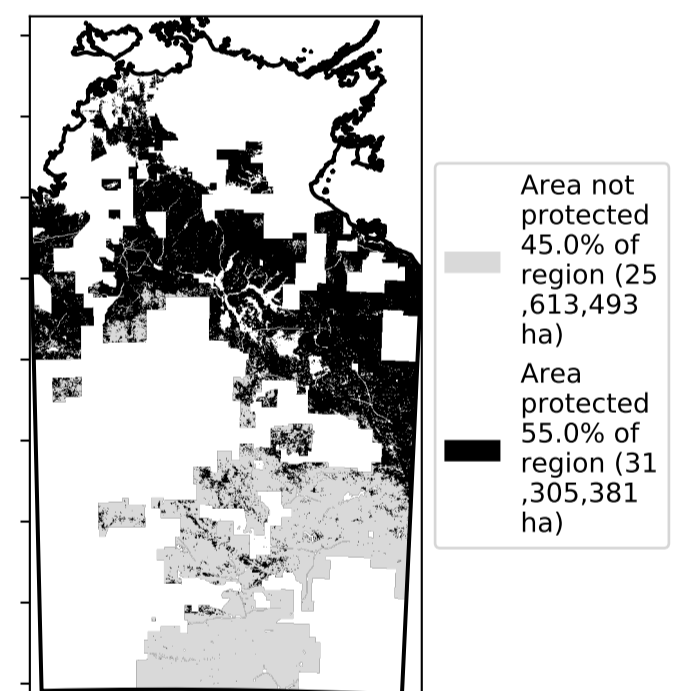 Area not
protected
45.0% of
region (25
,613,493
ha)
Area
protected
55.0% of
region (31
,305,381
ha)